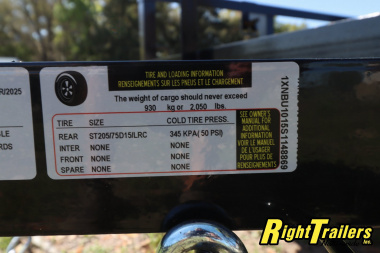 R/2025
TIRE AND LOADING INFORMATION
RENSEIGNEMENTS SUR LES PNEUS ET LE CHARGEMENT
The weight of cargo should never exceed
930 kg or 2.050 lbs.
TIRE SIZE COLD TIRE PRESS.
REAR ST205/75D15/LRC 345 KPA( 50 PSI)
INT NONE NONE
FRONT NONE NONE
SPARE NONE NONE
SEE OWNER'S
MANUAL FOR
ADDITIONAL
INFORMATION
VOIR LE MANUEL
DE L'USAGER
POUR PLUS DE
RENSEIGNEMENTS
1XNBU1015S1148869
RIGHTTRAILERS
Inc.